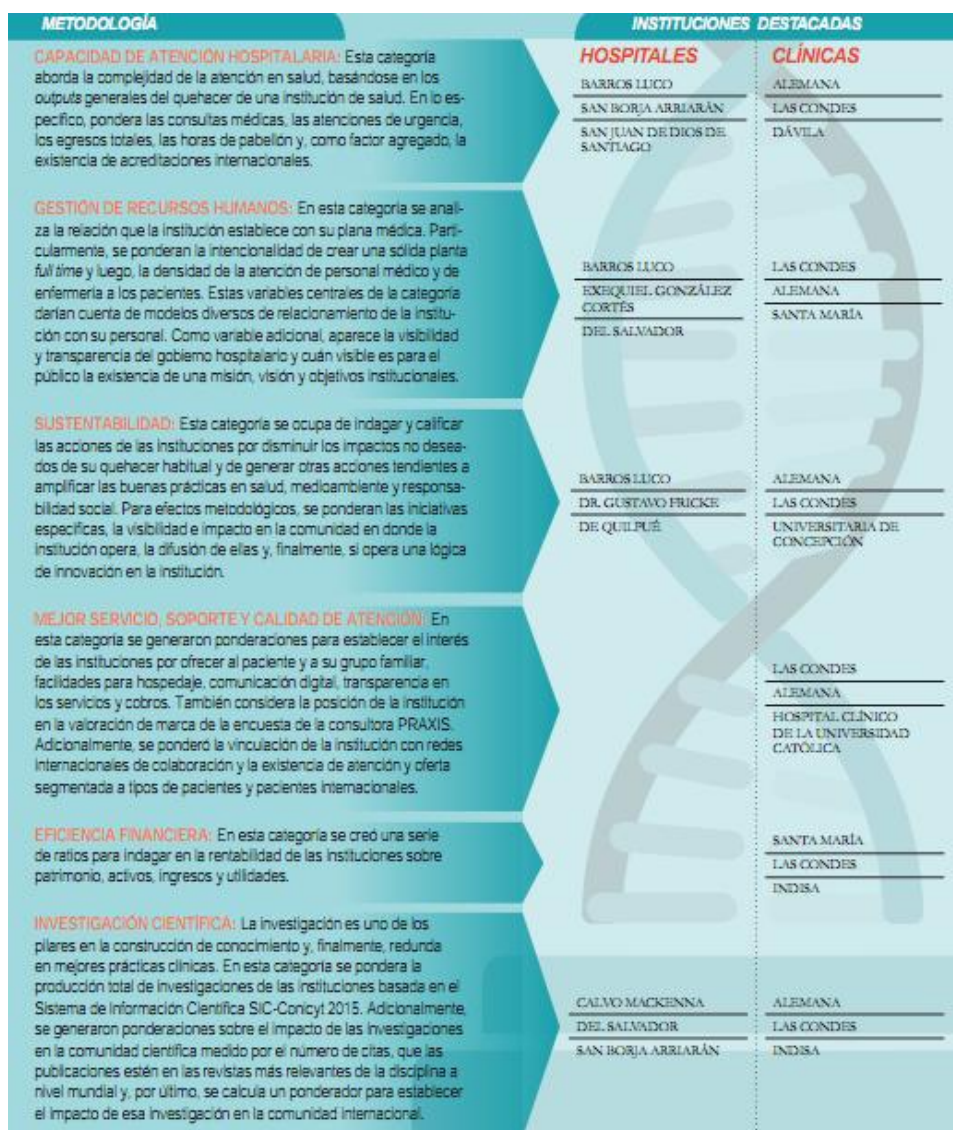 METODOLOGÍA
INSTITUCIONES DESTACADAS
HOSPITALES
CLÍNICAS
CAPACIDAD DE ATENCIÓN HOSPITALARIA: Esta categoría
aborda la complejidad de la atención en salud, basándose en los
outputs generales del quehacer de una institución de salud. En lo es-
pecífico, pondera las consultas médicas, las atenciones de urgencia,
los egresos totales, las horas de pabellón y, como factor agregado, la
existencia de acreditaciones internacionales.
BARROS LUCO
SAN BORJA ARRIARÁN
SAN JUAN DE DIOS DE
SANTIAGO
ALEMANA
LAS CONDES
DÁVILA
GESTIÓN DE RECURSOS HUMANOS: En esta categoría se anali-
za la relación que la institución establece con su plana médica. Parti-
cularmente, se ponderan la intencionalidad de crear una sólida planta
full time y luego, la densidad de la atención de personal médico y de
enfermería a los pacientes. Estas variables centrales de la categoría
darían cuenta de modelos diversos de relacionamiento de la institu-
ción con su personal. Como variable adicional, aparece la visibilidad
y transparencia del gobierno hospitalario y cuán visible es para el
público la existencia de una misión, visión y objetivos institucionales.
BARROS LUCO
EXEQUIEL GONZÁLEZ
CORTÉS
DEL SALVADOR
LAS CONDES
ALEMANA
SANTA MARÍA
SUSTENTABILIDAD: Esta categoría se ocupa de indagar y calificar
las acciones de las instituciones por disminuir los impactos no desea-
dos de su quehacer habitual y de generar otras acciones tendientes a
amplificar las buenas prácticas en salud, medioambiente y responsa-
bilidad social. Para efectos metodológicos, se ponderan las iniciativas
específicas, la visibilidad e impacto en la comunidad en donde la
institución opera, la difusión de ellas y, finalmente, si opera una lógica
de innovación en la institución.
BARROS LUCO
DR. GUSTAVO FRICKE
DE QUILPUÉ
ALEMANA
LAS CONDES
UNIVERSITARIA DE
CONCEPCIÓN
MEJOR SERVICIO, SOPORTE Y CALIDAD DE ATENCIÓN: En
esta categoría se generaron ponderaciones para establecer el interés
de las instituciones por ofrecer al paciente y a su grupo familiar,
facilidades para hospedaje, comunicación digital, transparencia en
los servicios y cobros. También considera la posición de la institución
en la valoración de marca de la encuesta de la consultora PRAXIS.
Adicionalmente, se ponderó la vinculación de la institución con redes
internacionales de colaboración y la existencia de atención y oferta
segmentada a tipos de pacientes y pacientes internacionales.
LAS CONDES
ALEMANA
HOSPITAL CLÍNICO
DE LA UNIVERSIDAD
CATÓLICA
EFICIENCIA FINANCIERA: En esta categoría se creó una serie
de ratios para indagar en la rentabilidad de las instituciones sobre
patrimonio, activos, ingresos y utilidades.
SANTA MARÍA
LAS CONDES
INDISA
INVESTIGACIÓN CIENTÍFICA: La investigación es uno de los
pilares en la construcción de conocimiento y, finalmente, redunda
en mejores prácticas clínicas. En esta categoría se pondera la
producción total de investigaciones de las instituciones basada en el
Sistema de Información Científica SIC-Conicyt 2015. Adicionalmente,
se generaron ponderaciones sobre el impacto de las investigaciones
en la comunidad científica medido por el número de citas, que las
publicaciones estén en las revistas más relevantes de la disciplina a
nivel mundial y, por último, se calcula un ponderador para establecer
el impacto de esa investigación en la comunidad internacional.
CALVO MACKENNA
DEL SALVADOR
SAN BORJA ARRIARÁN
ALEMANA
LAS CONDES
INDISA